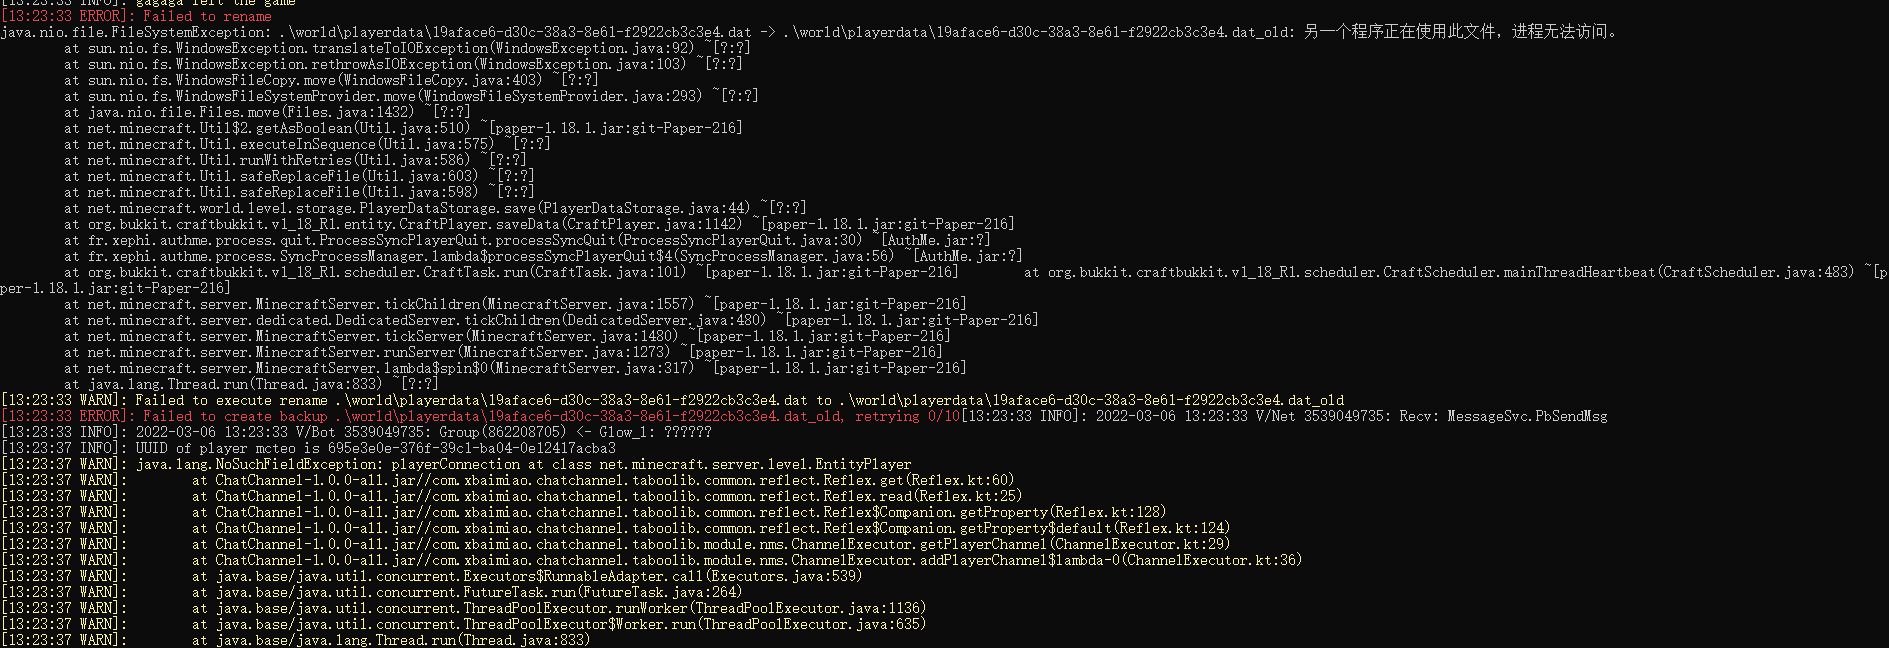 [13:23:33 INFO]: gagaga left the game
[13:23:33 ERROR]: Failed to rename
java.nio.file.FileSystemException: .\world\playerdata\19aface6-d30c-38a3-8e61-f2922cb3c3e4.dat -> .\world\playerdata\19aface6-d30c-38a3-8e61-f2922cb3c3e4.dat_old: 另一个程序正在使用此文件，进程无法访问。
        at sun.nio.fs.WindowsException.translateToIOException(WindowsException.java:92) ~[?:?]
        at sun.nio.fs.WindowsException.rethrowAsIOException(WindowsException.java:103) ~[?:?]
        at sun.nio.fs.WindowsFileCopy.move(WindowsFileCopy.java:403) ~[?:?]
        at sun.nio.fs.WindowsFileSystemProvider.move(WindowsFileSystemProvider.java:293) ~[?:?]
        at java.nio.file.Files.move(Files.java:1432) ~[?:?]
        at net.minecraft.Util$2.getAsBoolean(Util.java:510) ~[paper-1.18.1.jar:git-Paper-216]
        at net.minecraft.Util.executeInSequence(Util.java:575) ~[?:?]
        at net.minecraft.Util.runWithRetries(Util.java:586) ~[?:?]
        at net.minecraft.Util.safeReplaceFile(Util.java:603) ~[?:?]
        at net.minecraft.Util.safeReplaceFile(Util.java:598) ~[?:?]
        at net.minecraft.world.level.storage.PlayerDataStorage.save(PlayerDataStorage.java:44) ~[?:?]
        at org.bukkit.craftbukkit.v1_18_R1.entity.CraftPlayer.saveData(CraftPlayer.java:1142) ~[paper-1.18.1.jar:git-Paper-216]
        at fr.xephi.authme.process.quit.ProcessSyncPlayerQuit.processSyncQuit(ProcessSyncPlayerQuit.java:30) ~[AuthMe.jar:?]
        at fr.xephi.authme.process.SyncProcessManager.lambda$processSyncPlayerQuit$4(SyncProcessManager.java:56) ~[AuthMe.jar:?]
        at org.bukkit.craftbukkit.v1_18_R1.scheduler.CraftTask.run(CraftTask.java:101) ~[paper-1.18.1.jar:git-Paper-216]        at org.bukkit.craftbukkit.v1_18_R1.scheduler.CraftScheduler.mainThreadHeartbeat(CraftScheduler.java:483) ~[p
per-1.18.1.jar:git-Paper-216]
        at net.minecraft.server.MinecraftServer.tickChildren(MinecraftServer.java:1557) ~[paper-1.18.1.jar:git-Paper-216]
        at net.minecraft.server.dedicated.DedicatedServer.tickChildren(DedicatedServer.java:480) ~[paper-1.18.1.jar:git-Paper-216]
        at net.minecraft.server.MinecraftServer.tickServer(MinecraftServer.java:1480) ~[paper-1.18.1.jar:git-Paper-216]
        at net.minecraft.server.MinecraftServer.runServer(MinecraftServer.java:1273) ~[paper-1.18.1.jar:git-Paper-216]
        at net.minecraft.server.MinecraftServer.lambda$spin$0(MinecraftServer.java:317) ~[paper-1.18.1.jar:git-Paper-216]
        at java.lang.Thread.run(Thread.java:833) ~[?:?]
[13:23:33 WARN]: Failed to execute rename .\world\playerdata\19aface6-d30c-38a3-8e61-f2922cb3c3e4.dat to .\world\playerdata\19aface6-d30c-38a3-8e61-f2922cb3c3e4.dat_old
[13:23:33 ERROR]: Failed to create backup .\world\playerdata\19aface6-d30c-38a3-8e61-f2922cb3c3e4.dat_old, retrying 0/10[13:23:33 INFO]: 2022-03-06 13:23:33 V/Net 3539049735: Recv: MessageSvc.PbSendMsg
[13:23:33 INFO]: 2022-03-06 13:23:33 V/Bot 3539049735: Group(862208705) <- Glow_1: ??????
[13:23:37 INFO]: UUID of player mcteo is 695e3e0e-376f-39c1-ba04-0e12417acba3
[13:23:37 WARN]: java.lang.NoSuchFieldException: playerConnection at class net.minecraft.server.level.EntityPlayer
[13:23:37 WARN]:        at ChatChannel-1.0.0-all.jar//com.xbaimiao.chatchannel.taboolib.common.reflect.Reflex.get(Reflex.kt:60)
[13:23:37 WARN]:        at ChatChannel-1.0.0-all.jar//com.xbaimiao.chatchannel.taboolib.common.reflect.Reflex.read(Reflex.kt:25)
[13:23:37 WARN]:        at ChatChannel-1.0.0-all.jar//com.xbaimiao.chatchannel.taboolib.common.reflect.Reflex$Companion.getProperty(Reflex.kt:128)
[13:23:37 WARN]:        at ChatChannel-1.0.0-all.jar//com.xbaimiao.chatchannel.taboolib.common.reflect.Reflex$Companion.getProperty$default(Reflex.kt:124)
[13:23:37 WARN]:        at ChatChannel-1.0.0-all.jar//com.xbaimiao.chatchannel.taboolib.module.nms.ChannelExecutor.getPlayerChannel(ChannelExecutor.kt:29)
[13:23:37 WARN]:        at ChatChannel-1.0.0-all.jar//com.xbaimiao.chatchannel.taboolib.module.nms.ChannelExecutor.addPlayerChannel$lambda-0(ChannelExecutor.kt:36)
[13:23:37 WARN]:        at java.base/java.util.concurrent.Executors$RunnableAdapter.call(Executors.java:539)
[13:23:37 WARN]:        at java.base/java.util.concurrent.FutureTask.run(FutureTask.java:264)
[13:23:37 WARN]:        at java.base/java.util.concurrent.ThreadPoolExecutor.runWorker(ThreadPoolExecutor.java:1136)
[13:23:37 WARN]:        at java.base/java.util.concurrent.ThreadPoolExecutor$Worker.run(ThreadPoolExecutor.java:635)
[13:23:37 WARN]:        at java.base/java.lang.Thread.run(Thread.java:833)